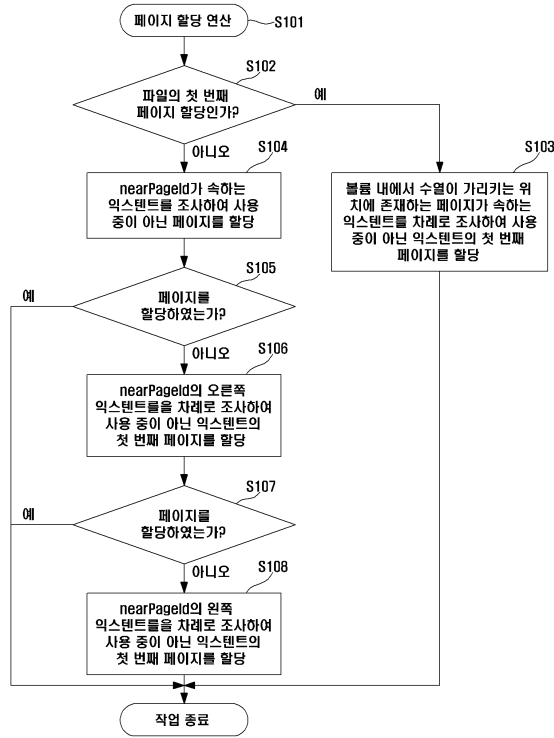 페이지 할당 연산
S101
S102
파일의 첫 번째
페이지 할당인가?
예
아니오
S104
S103
nearPageId가 속하는
익스텐트를 조사하여 사용
중이 아닌 페이지를 할당
볼륨 내에서 수열이 가리키는 위
치에 존재하는 페이지가 속하는
익스텐트를 차례로 조사하여 사용
중이 아닌 익스텐트의 첫 번째
페이지를 할당
S105
예
페이지를
할당하였는가?
아니오
S106
nearPageId의 오른쪽
익스텐트를을 차례로 조사하여
사용 중이 아닌 익스텐트의
첫 번째 페이지를 할당
S107
예
페이지를
할당하였는가?
아니오
S108
nearPageId의 왼쪽
익스텐트를을 차례로 조사하여
사용 중이 아닌 익스텐트의
첫 번째 페이지를 할당
작업 종료